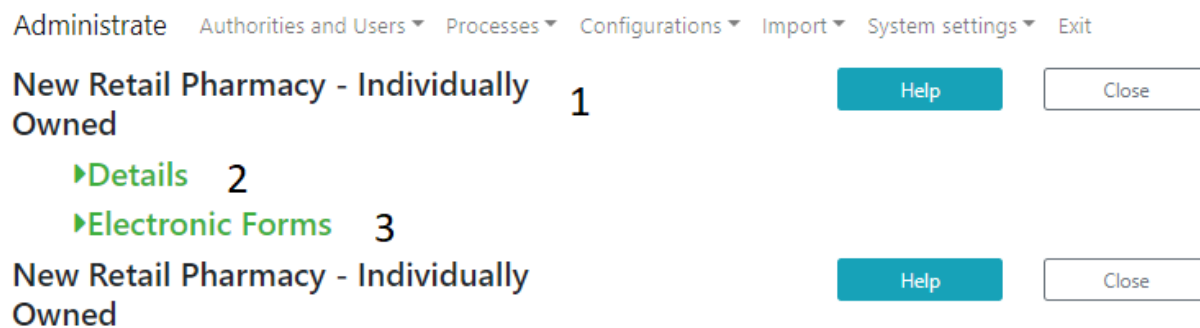 Administrate Authorities and Users Processes Configurations Import System settings Exit
New Retail Pharmacy - Individually 1 Help Close
Owned
Details 2
Electronic Forms 3
New Retail Pharmacy - Individually Help Close
Owned